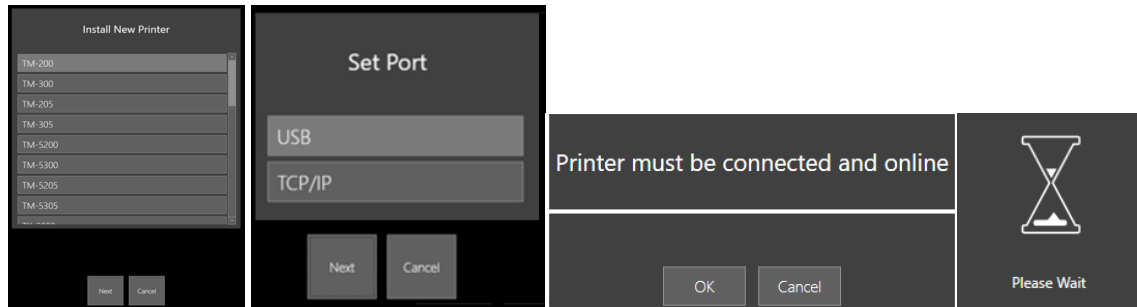 Install New Printer
TM-200
TM-300
TM-205
TM-305
TM-5200
TM-5300
TM-5205
TM-5305
Next
Cancel
Set Port
USB
TCP/IP
Next
Cancel
Printer must be connected and online
OK
Cancel
Please Wait